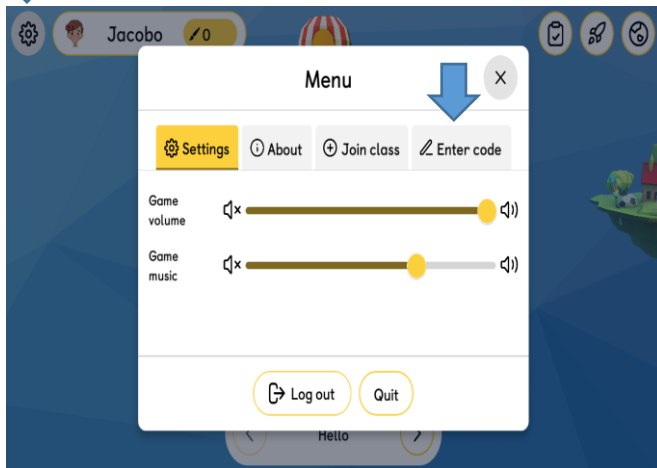 Jacobo 0
Menu
Settings About Join class Enter code
Game
volume
Game
music
Log out Quit
Hello